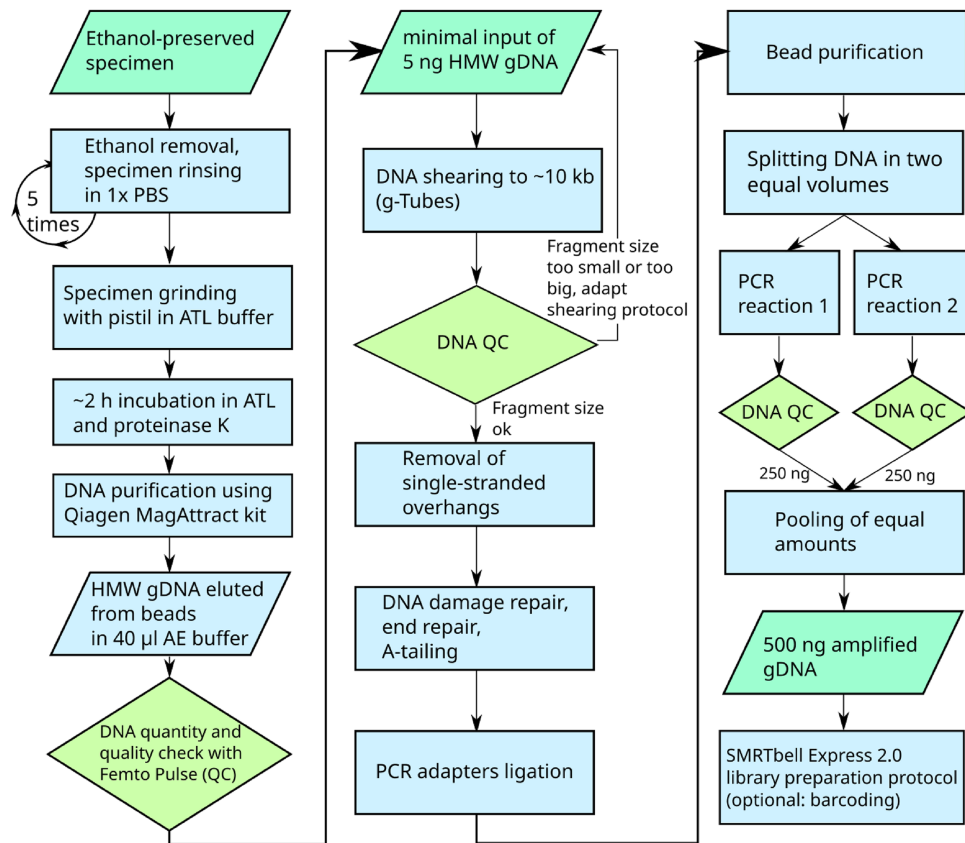 Ethanol-preserved
specimen
Ethanol removal,
specimen rinsing
in 1x PBS
5
times
Specimen grinding
with pistil in ATL buffer
~2 h incubation in ATL
and proteinase K
DNA purification using
Qiagen MagAttract kit
HMW gDNA eluted
from beads
in 40 µl AE buffer
DNA quantity and
quality check with
Femto Pulse (QC)
minimal input of
5 ng HMW gDNA
DNA shearing to ~10 kb
(g-Tubes)
Fragment size
too small or too
big, adapt
shearing protocol
DNA QC
Fragment size
ok
Removal of
single-stranded
overhangs
DNA damage repair,
end repair,
A-tailing
PCR adapters ligation
Bead purification
Splitting DNA in two
equal volumes
PCR
reaction 1
PCR
reaction 2
DNA QC
DNA QC
250 ng
250 ng
Pooling of equal
amounts
500 ng amplified
gDNA
SMRTbell Express 2.0
library preparation protocol
(optional: barcoding)